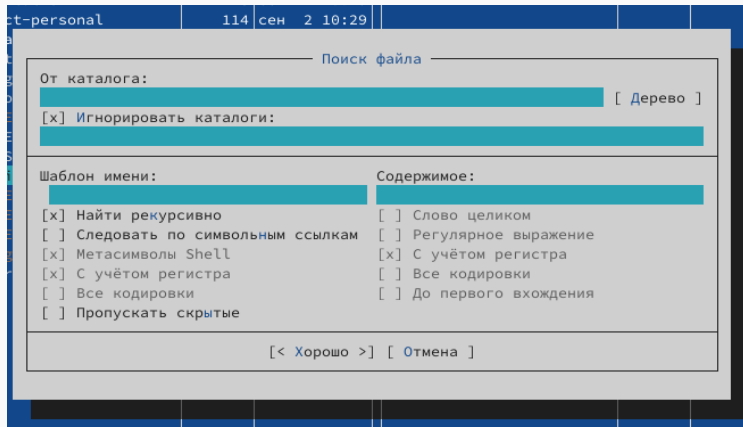 ct-personal 114 сен 2 10:29
Поиск файла
От каталога:
[ Дерево ]
[x] Игнорировать каталоги:
Шаблон имени:
Содержимое:
[x] Найти рекурсивно
[ ] Слово целиком
[ ] Следовать по символьным ссылкам
[ ] Регулярное выражение
[x] Метасимволы Shell
[x] С учётом регистра
[x] С учётом регистра
[ ] Все кодировки
[ ] Все кодировки
[ ] До первого вхождения
[ ] Пропускать скрытые
[< Хорошо >] [ Отмена ]